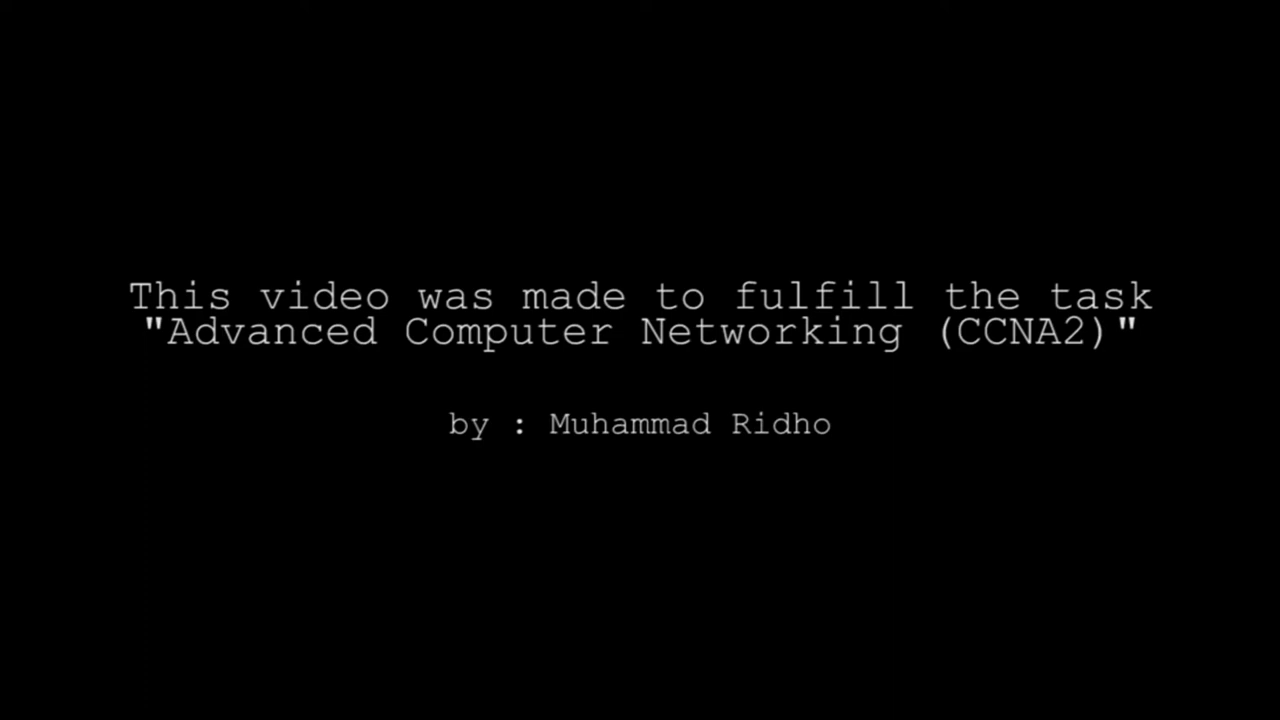 This video was made to fulfill the task
"Advanced Computer Networking (CCNA2)"
by : Muhammad Ridho